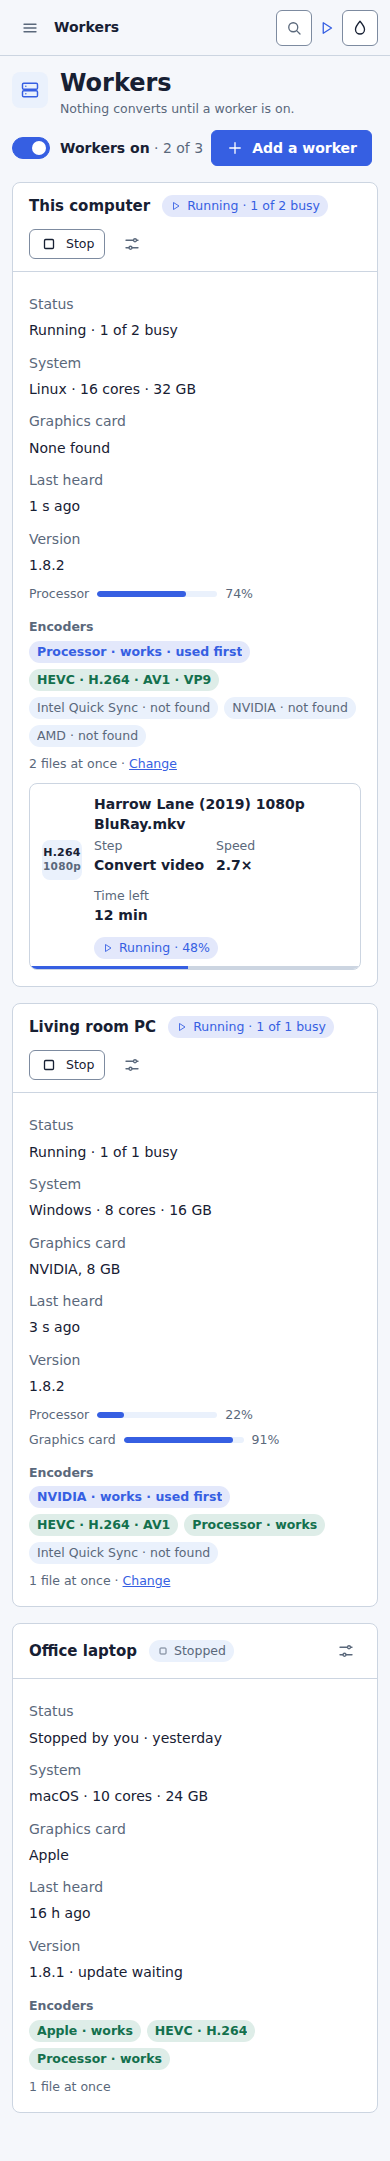 Workers
Workers
Nothing converts until a worker is on.
Workers on · 2 of 3
Add a worker
This computer
Running · 1 of 2 busy
Stop
Status
Running · 1 of 2 busy
System
Linux · 16 cores · 32 GB
Graphics card
None found
Last heard
1 s ago
Version
1.8.2
Processor 74%
Encoders
Processor · works · used first
HEVC · H.264 · AV1 · VP9
Intel Quick Sync · not found NVIDIA · not found
AMD · not found
2 files at once · Change
Harrow Lane (2019) 1080p
BluRay.mkv
H.264
1080p
Step Speed
Convert video 2.7×
Time left
12 min
Running · 48%
Living room PC
Running · 1 of 1 busy
Stop
Status
Running · 1 of 1 busy
System
Windows · 8 cores · 16 GB
Graphics card
NVIDIA, 8 GB
Last heard
3 s ago
Version
1.8.2
Processor 22%
Graphics card 91%
Encoders
NVIDIA · works · used first
HEVC · H.264 · AV1 Processor · works
Intel Quick Sync · not found
1 file at once · Change
Office laptop
Stopped
Status
Stopped by you · yesterday
System
macOS · 10 cores · 24 GB
Graphics card
Apple
Last heard
16 h ago
Version
1.8.1 · update waiting
Encoders
Apple · works HEVC · H.264
Processor · works
1 file at once